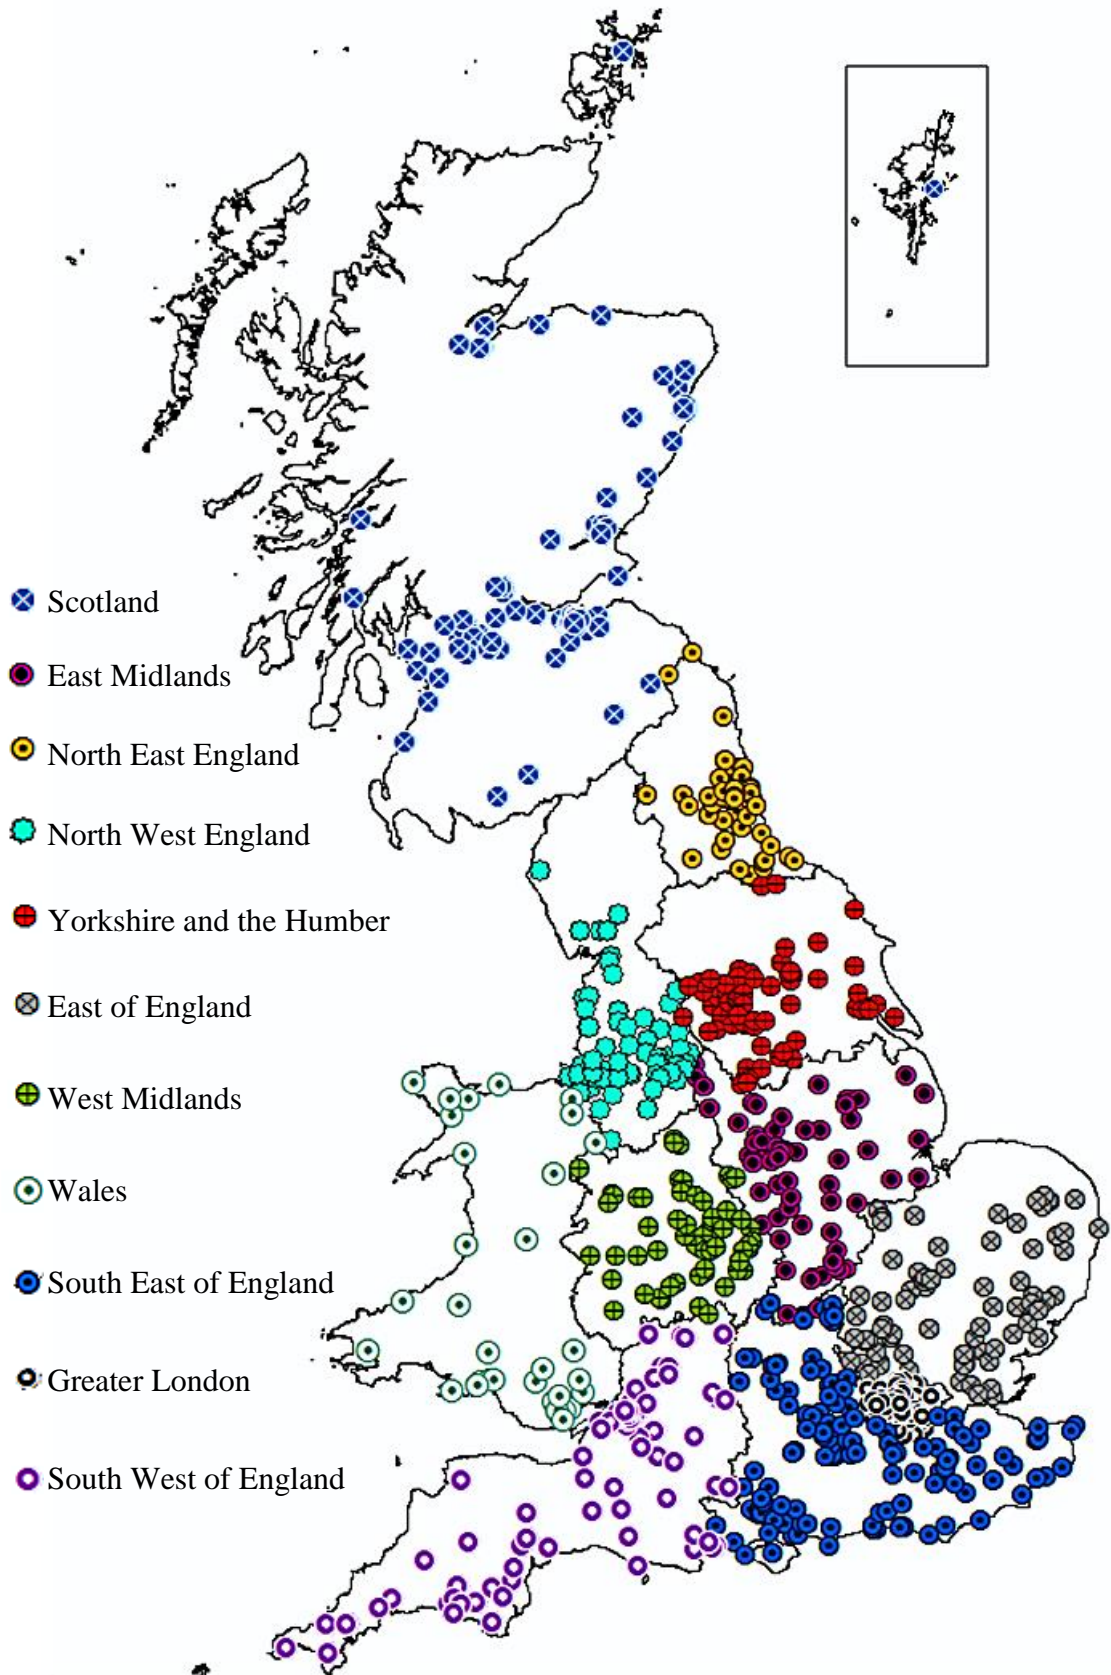 Scotland
East Midlands
North East England
North West England
Yorkshire and the Humber
East of England
West Midlands
Wales
South East of England
Greater London
South West of England